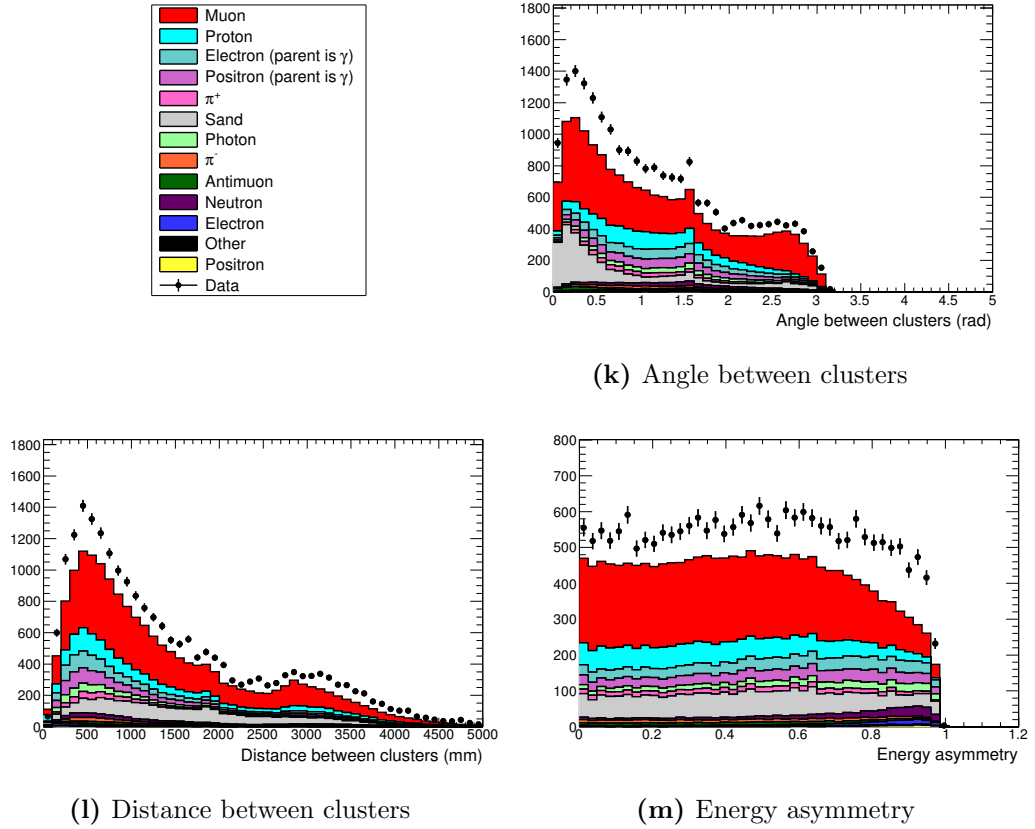 Muon
Proton
Electron (parent is γ)
Positron (parent is γ)
π+
Sand
Photon
π-
Antimuon
Neutron
Electron
Other
Positron
Data
1800
1600
1400
1200
1000
800
600
400
200
0
0 0.5 1 1.5 2 2.5 3 3.5 4 4.5 5
Angle between clusters (rad)
(k) Angle between clusters
1800
1600
1400
1200
1000
800
600
400
200
0
500 1000 1500 2000 2500 3000 3500 4000 4500 5000
Distance between clusters (mm)
(l) Distance between clusters
800
700
600
500
400
300
200
100
0
0 0.2 0.4 0.6 0.8 1 1.2
Energy asymmetry
(m) Energy asymmetry